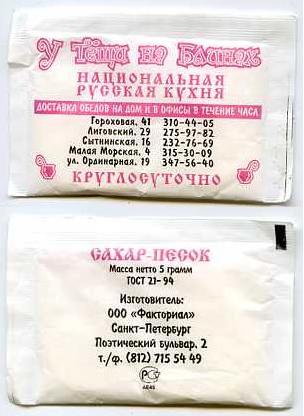 У Тёщи на Блинах
НАЦИОНАЛЬНАЯ
РУССКАЯ КУХНЯ
ДОСТАВКА ОБЕДОВ НА ДОМ И В ОФИСЫ В ТЕЧЕНИЕ ЧАСА
Гороховая, 41 310-44-05
Лиговский, 29 275-97-82
Сытнинская, 16 232-76-69
Малая Морская, 4 315-30-09
ул. Ординарная, 19 347-56-40
КРУГЛОСУТОЧНО
САХАР-ПЕСОК
Масса нетто 5 грамм
ГОСТ 21-94
Изготовитель:
ООО «Факториал»
Санкт-Петербург
Поэтический бульвар, 2
т./ф. (812) 715 54 49
РСТ